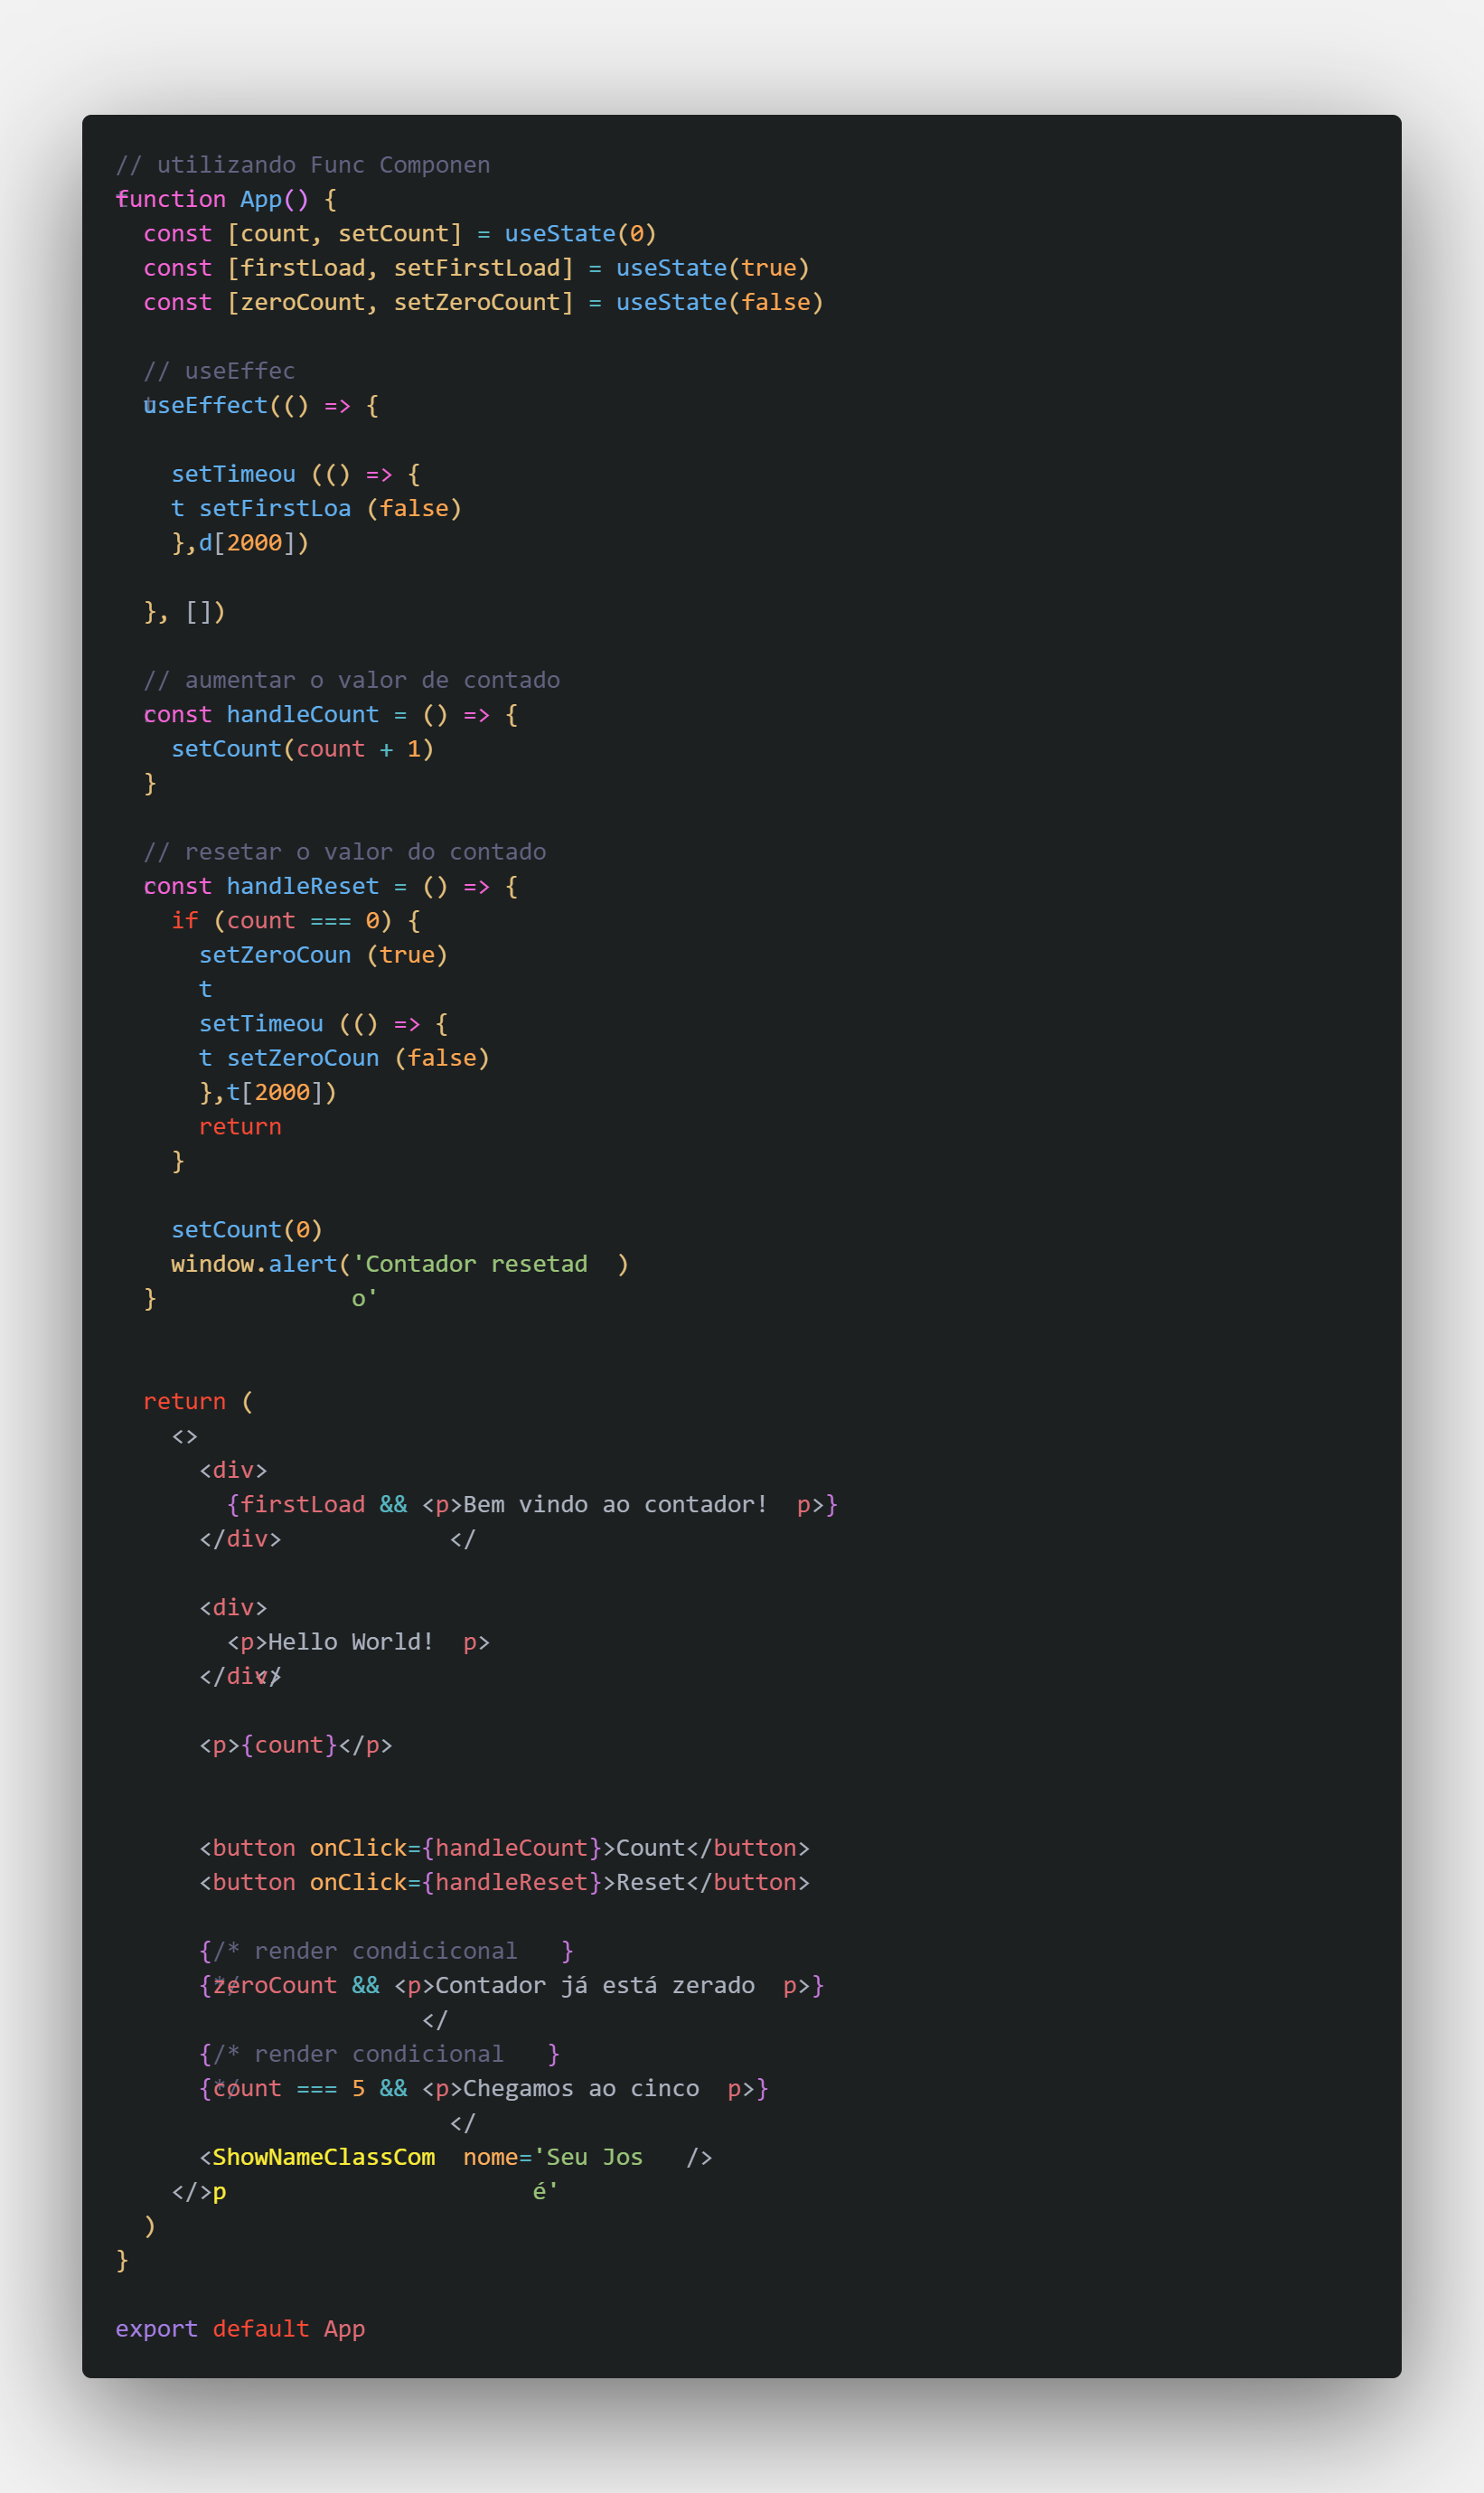 // utilizando Func Componen
t
function App() {
  const [count, setCount] = useState(0)
  const [firstLoad, setFirstLoad] = useState(true)
  const [zeroCount, setZeroCount] = useState(false)
  // useEffec
  t
  useEffect(() => {
    setTimeou (() => {
    t setFirstLoa (false)
    },d[2000])
  }, [])
  // aumentar o valor de contado
  r
  const handleCount = () => {
    setCount(count + 1)
  }
  // resetar o valor do contado
  r
  const handleReset = () => {
    if (count === 0) {
      setZeroCoun (true)
      t
      setTimeou (() => {
      t setZeroCoun (false)
      },t[2000])
      return
    }
    setCount(0)
    window.alert('Contador resetad  )
  }              o'
  return (
    <>
      <div>
        {firstLoad && <p>Bem vindo ao contador!  p>}
      </div>            </
      <div>
        <p>Hello World!  p>
      </div>  </
      <p>{count}</p>
      <button onClick={handleCount}>Count</button>
      <button onClick={handleReset}>Reset</button>
      {/* render condiciconal   }
      */
      {zeroCount && <p>Contador já está zerado  p>}
                      </
      {/* render condicional   }
      */
      {count === 5 && <p>Chegamos ao cinco  p>}
                        </
      <ShowNameClassCom  nome='Seu Jos   />
    </>p                      é'
  )
}
export default App